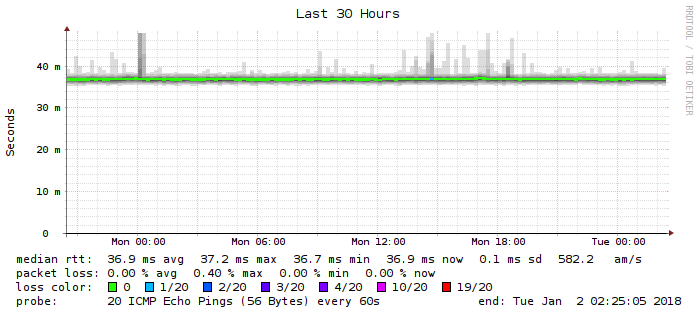 Last 30 Hours
RRDTOOL / TOBI OETIKER
Seconds
40 m
30 m
20 m
10 m
0
Mon 00:00 Mon 06:00 Mon 12:00 Mon 18:00 Tue 00:00
median rtt: 36.9 ms avg 37.2 ms max 36.7 ms min 36.9 ms now 0.1 ms sd 582.2 am/s
packet loss: 0.00 % avg 0.40 % max 0.00 % min 0.00 % now
loss color: 0 1/20 2/20 3/20 4/20 10/20 19/20
probe: 20 ICMP Echo Pings (56 Bytes) every 60s end: Tue Jan 2 02:25:05 2018